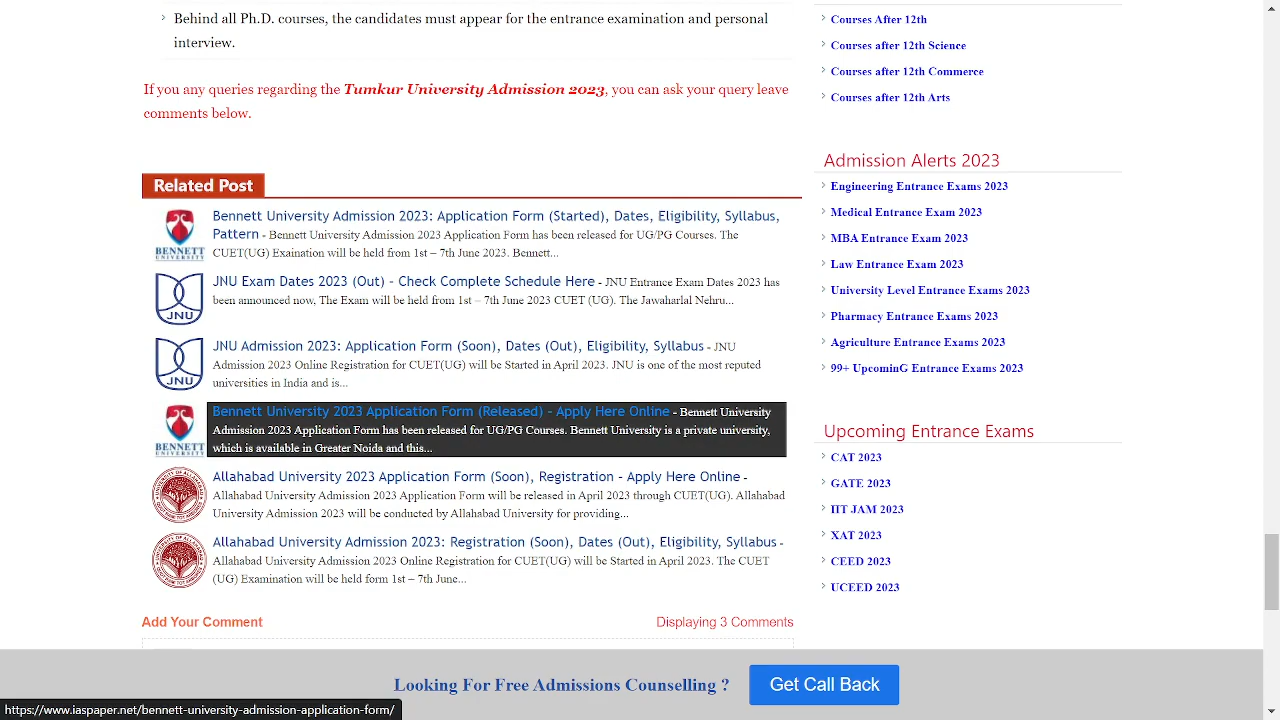 Behind all Ph.D. courses, the candidates must appear for the entrance examination and personal
interview.
If you any queries regarding the Tumkur University Admission 2023, you can ask your query leave
comments below.
Related Post
Bennett University Admission 2023: Application Form (Started), Dates, Eligibility, Syllabus,
Pattern - Bennett University Admission 2023 Application Form has been released for UG/PG Courses. The
CUET(UG) Exaination will be held from 1st – 7th June 2023. Bennett...
BENNETT
UNIVERSITY
JNU Exam Dates 2023 (Out) – Check Complete Schedule Here - JNU Entrance Exam Dates 2023 has
been announced now, The Exam will be held from 1st – 7th June 2023 CUET (UG). The Jawaharlal Nehru...
JNU
JNU Admission 2023: Application Form (Soon), Dates (Out), Eligibility, Syllabus - JNU
Admission 2023 Online Registration for CUET(UG) will be Started in April 2023. JNU is one of the most reputed
universities in India and is...
JNU
Bennett University 2023 Application Form (Released) – Apply Here Online - Bennett University
Admission 2023 Application Form has been released for UG/PG Courses. Bennett University is a private university,
which is available in Greater Noida and this...
BENNETT
UNIVERSITY
Allahabad University 2023 Application Form (Soon), Registration – Apply Here Online -
Allahabad University Admission 2023 Application Form will be released in April 2023 through CUET(UG). Allahabad
University Admission 2023 will be conducted by Allahabad University for providing...
Allahabad University Admission 2023: Registration (Soon), Dates (Out), Eligibility, Syllabus -
Allahabad University Admission 2023 Online Registration for CUET(UG) will be Started in April 2023. The CUET
(UG) Examination will be held form 1st – 7th June...
Add Your Comment
Displaying 3 Comments
Courses After 12th
Courses after 12th Science
Courses after 12th Commerce
Courses after 12th Arts
Admission Alerts 2023
Engineering Entrance Exams 2023
Medical Entrance Exam 2023
MBA Entrance Exam 2023
Law Entrance Exam 2023
University Level Entrance Exams 2023
Pharmacy Entrance Exams 2023
Agriculture Entrance Exams 2023
99+ UpcominG Entrance Exams 2023
Upcoming Entrance Exams
CAT 2023
GATE 2023
IIT JAM 2023
XAT 2023
CEED 2023
UCEED 2023
Looking For Free Admissions Counselling ?
Get Call Back
https://www.iaspaper.net/bennett-university-admission-application-form/